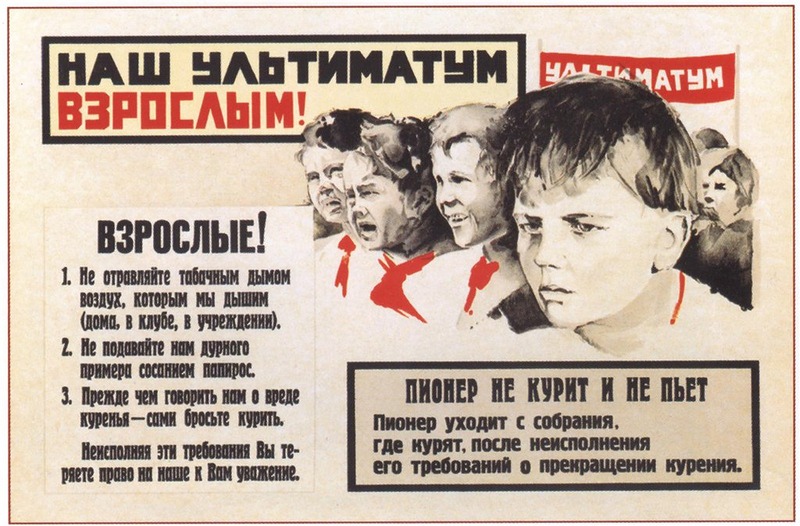 НАШ УЛЬТИМАТУМ
ВЗРОСЛЫМ!
УЛЬТИМАТУМ
ВЗРОСЛЫЕ!
1. Не отравляйте табачным дымом
воздух, которым мы дышим
(дома, в клубе, в учреждении).
2. Не подавайте нам дурного
примера сосанием папирос.
3. Прежде чем говорить нам о вреде
куренья — сами бросьте курить.
Неисполняя эти требования Вы те-
ряете право на наше к Вам уважение.
ПИОНЕР НЕ КУРИТ И НЕ ПЬЕТ
Пионер уходит с собрания,
где курят, после неисполнения
его требований о прекращении курения.